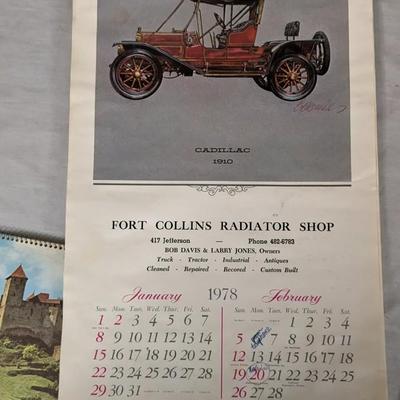 CADILLAC
1910
FORT COLLINS RADIATOR SHOP
417 Jefferson — Phone 482-6783
BOB DAVIS & LARRY JONES, Owners
Truck - Tractor - Industrial - Antiques
Cleaned - Repaired - Recored - Custom Built
January 1978 February
Sun. Mon. Tue. Wed. Thu. Fri. Sat. Sun. Mon. Tue. Wed. Thu. Fri. Sat.
1 2 3 4 5 6 7 1 2 3 4
8 9 10 11 12 13 14 5 7 8 9 10 11
15 16 17 18 19 20 21 12 13 14 15 16 17 18
22 23 24 25 26 27 28 19 20 21 22 23 24 25
29 30 31 26 27 28